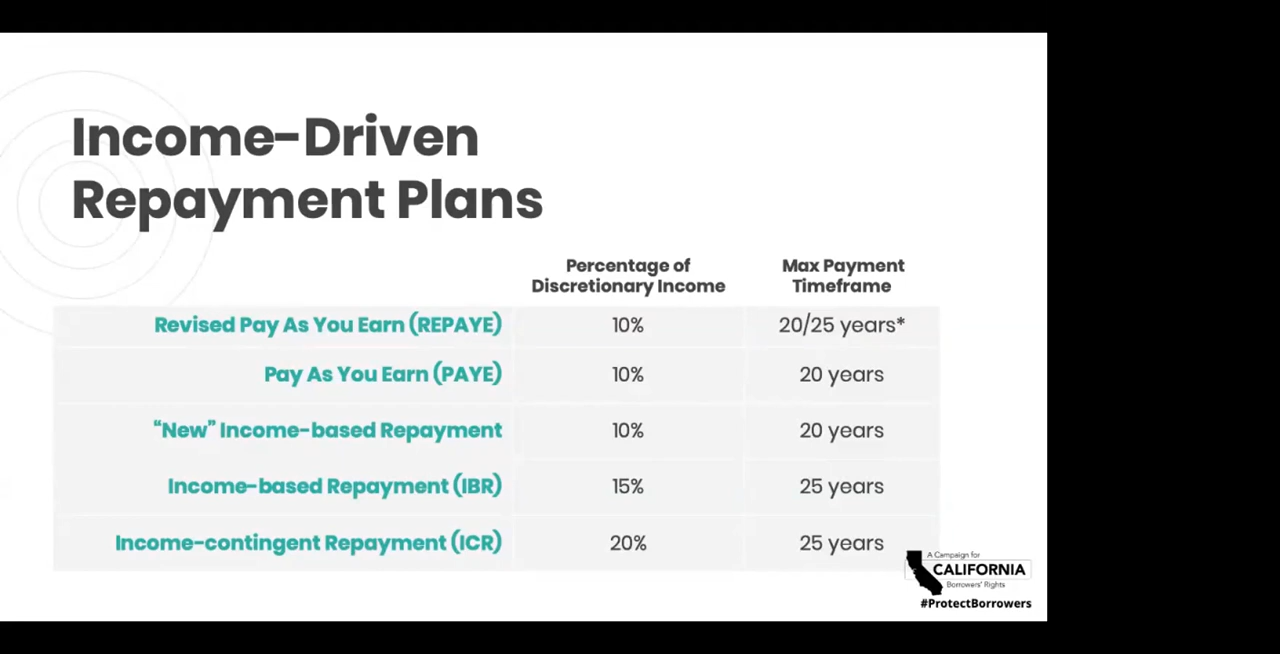 Income-Driven
Repayment Plans
Percentage of
Discretionary Income
Max Payment
Timeframe
Revised Pay As You Earn (REPAYE) 10% 20/25 years*
Pay As You Earn (PAYE) 10% 20 years
“New” Income-based Repayment 10% 20 years
Income-based Repayment (IBR) 15% 25 years
Income-contingent Repayment (ICR) 20% 25 years
A Campaign for
CALIFORNIA
Borrowers' Rights
#ProtectBorrowers